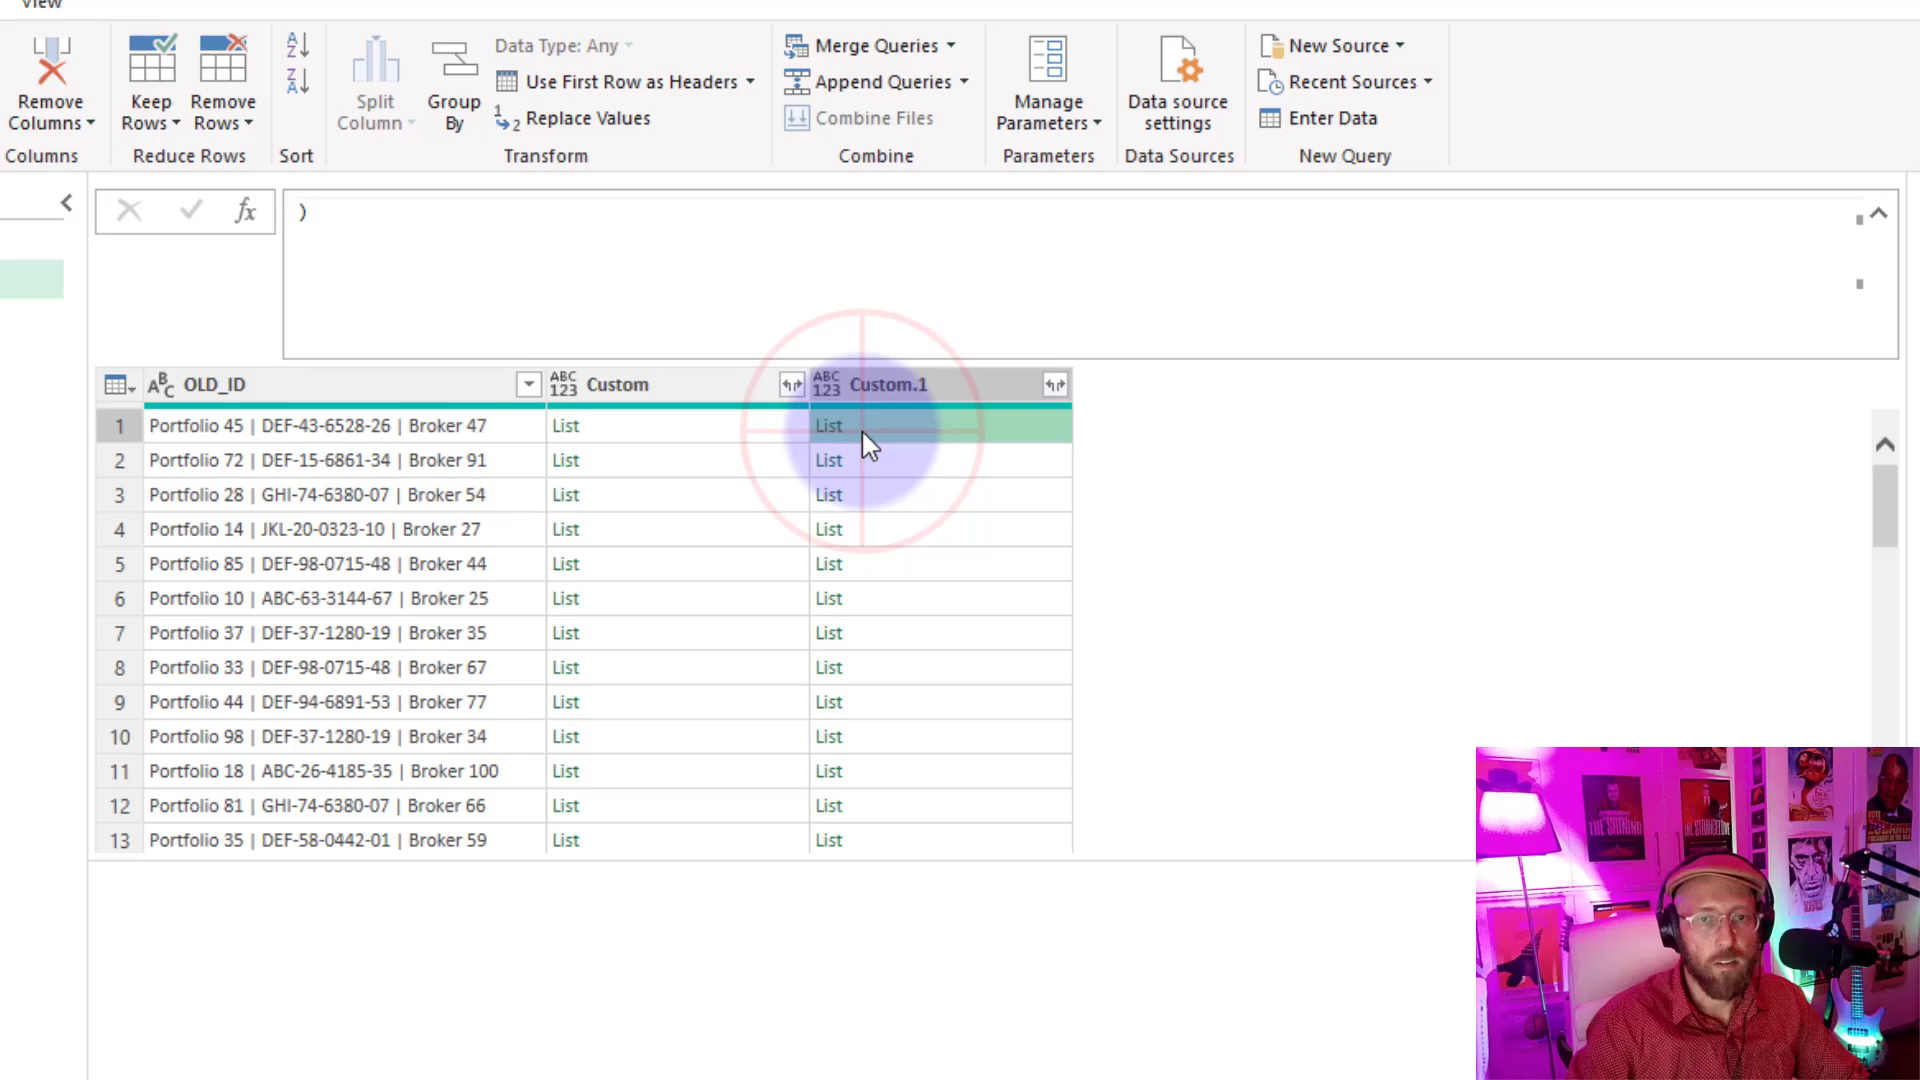 View
Remove Columns
Keep Rows
Remove Rows
Split Column
Group By
Data Type: Any
Use First Row as Headers
Replace Values
Merge Queries
Append Queries
Combine Files
Manage Parameters
Data source settings
New Source
Recent Sources
Enter Data
Columns
Reduce Rows
Sort
Transform
Combine
Parameters
Data Sources
New Query
fx
)
OLD_ID
Custom
Custom.1
1 Portfolio 45 | DEF-43-6528-26 | Broker 47 List List
2 Portfolio 72 | DEF-15-6861-34 | Broker 91 List List
3 Portfolio 28 | GHI-74-6380-07 | Broker 54 List List
4 Portfolio 14 | JKL-20-0323-10 | Broker 27 List List
5 Portfolio 85 | DEF-98-0715-48 | Broker 44 List List
6 Portfolio 10 | ABC-63-3144-67 | Broker 25 List List
7 Portfolio 37 | DEF-37-1280-19 | Broker 35 List List
8 Portfolio 33 | DEF-98-0715-48 | Broker 67 List List
9 Portfolio 44 | DEF-94-6891-53 | Broker 77 List List
10 Portfolio 98 | DEF-37-1280-19 | Broker 34 List List
11 Portfolio 18 | ABC-26-4185-35 | Broker 100 List List
12 Portfolio 81 | GHI-74-6380-07 | Broker 66 List List
13 Portfolio 35 | DEF-58-0442-01 | Broker 59 List List
THE SHINING
VOTE